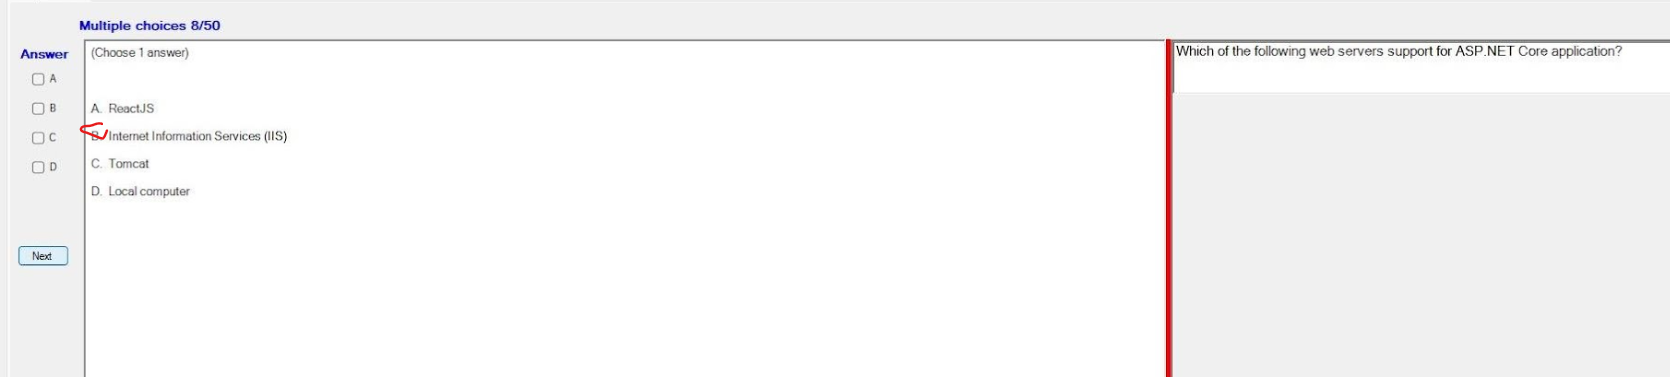 Multiple choices 8/50
Answer
(Choose 1 answer)
A
B
C
D
A. ReactJS
B. Internet Information Services (IIS)
C. Tomcat
D. Local computer
Next
Which of the following web servers support for ASP.NET Core application?